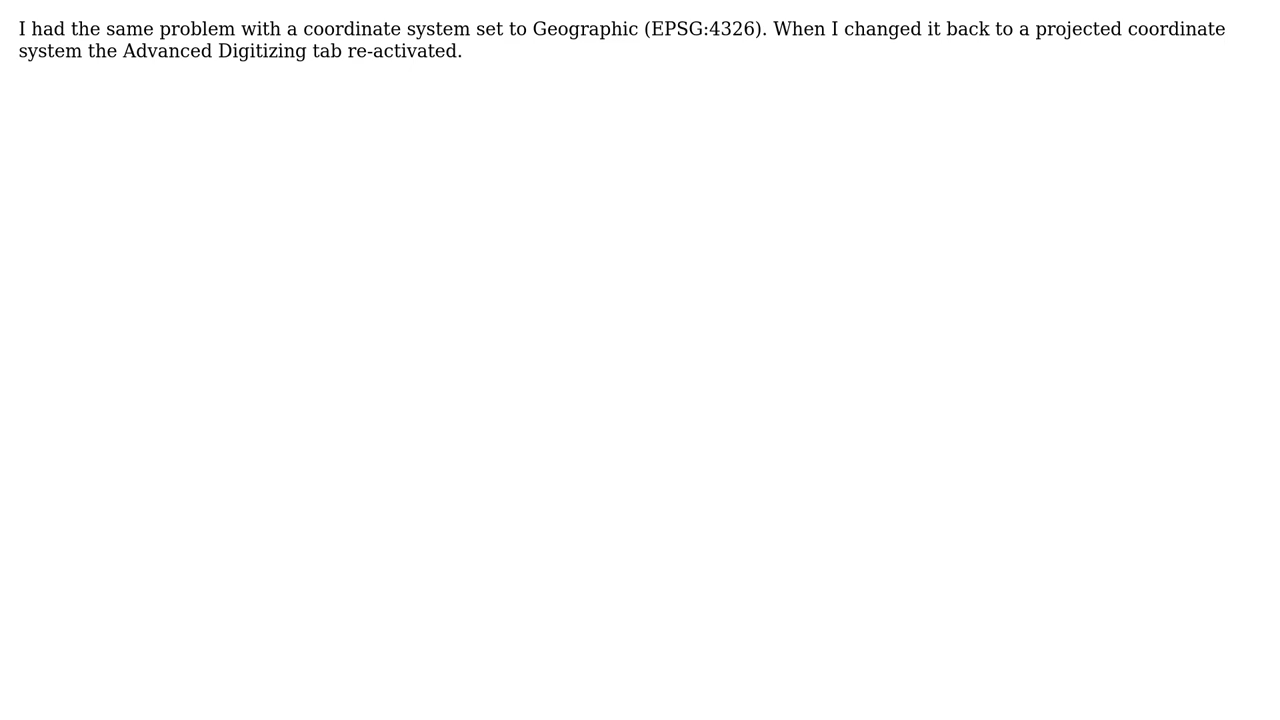 I had the same problem with a coordinate system set to Geographic (EPSG:4326). When I changed it back to a projected coordinate
system the Advanced Digitizing tab re-activated.